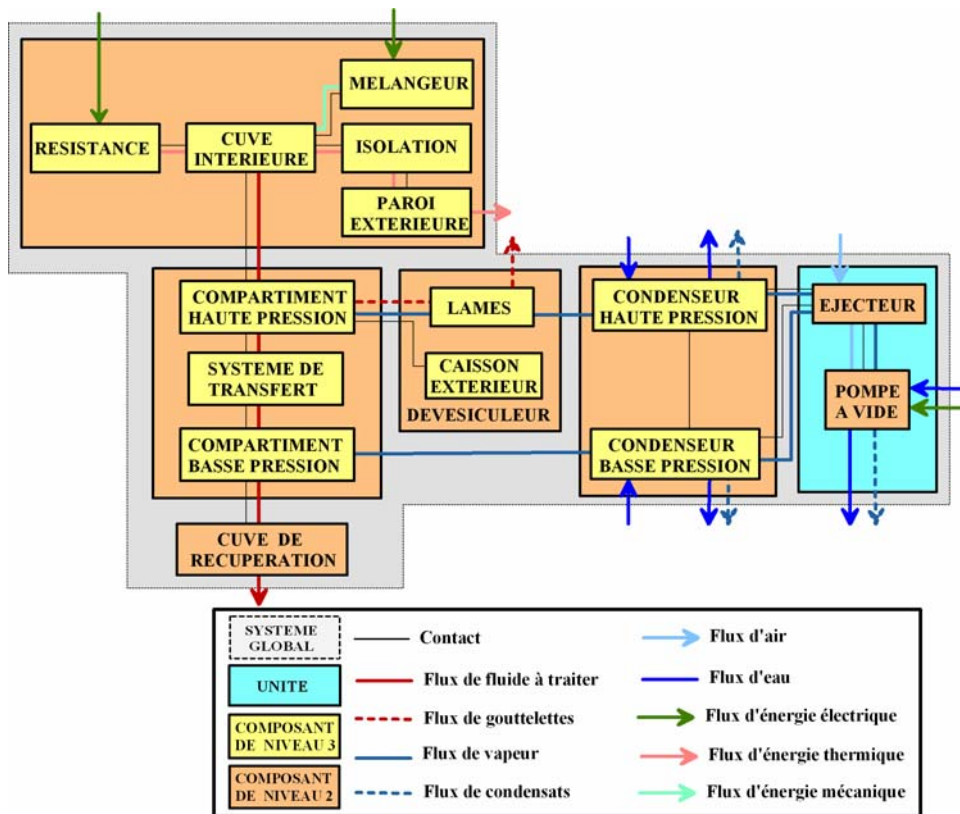 MELANGEUR
RESISTANCE
CUVE
INTERIEURE
ISOLATION
PAROI
EXTERIEURE
COMPARTIMENT
HAUTE PRESSION
LAMES
CONDENSEUR
HAUTE PRESSION
EJECTEUR
SYSTEME DE
TRANSFERT
CAISSON
EXTERIEUR
DEVESICULEUR
POMPE
A VIDE
COMPARTIMENT
BASSE PRESSION
CONDENSEUR
BASSE PRESSION
CUVE DE
RECUPERATION
SYSTEME
GLOBAL
Contact
Flux d'air
UNITE
Flux de fluide à traiter
Flux d'eau
COMPOSANT
DE NIVEAU 3
Flux de gouttelettes
Flux d'énergie électrique
Flux de vapeur
Flux d'énergie thermique
COMPOSANT
DE NIVEAU 2
Flux de condensats
Flux d'énergie mécanique